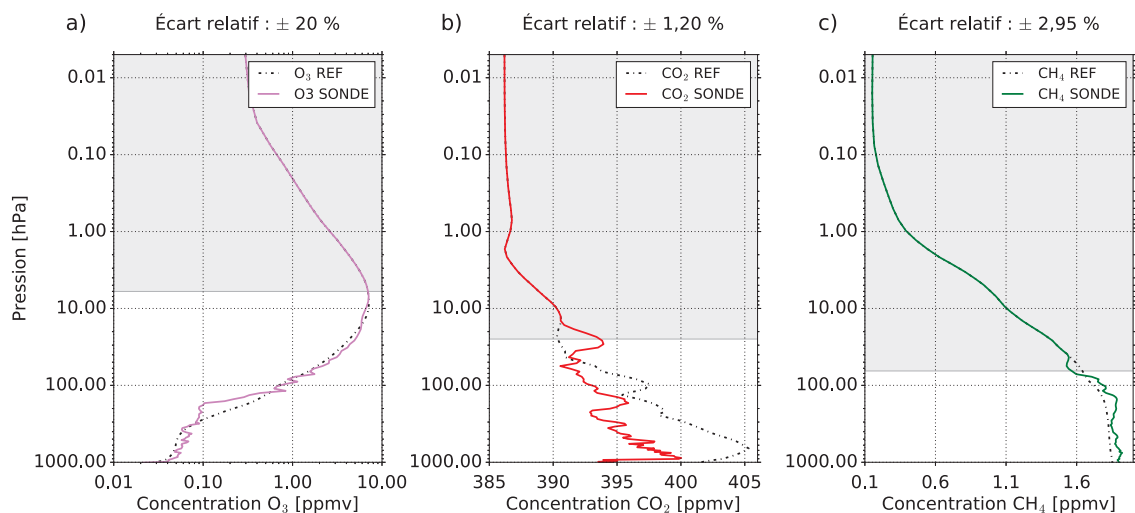 a) Écart relatif : ± 20 %
b) Écart relatif : ± 1,20 %
c) Écart relatif : ± 2,95 %
Pression [hPa]
0.01
0.10
1.00
10.00
100.00
1000.00
O₃ REF
O3 SONDE
0.01 0.10 1.00 10.00
Concentration O₃ [ppmv]
0.01
0.10
1.00
10.00
100.00
1000.00
CO₂ REF
CO₂ SONDE
385 390 395 400 405
Concentration CO₂ [ppmv]
0.01
0.10
1.00
10.00
100.00
1000.00
CH₄ REF
CH₄ SONDE
0.1 0.6 1.1 1.6
Concentration CH₄ [ppmv]